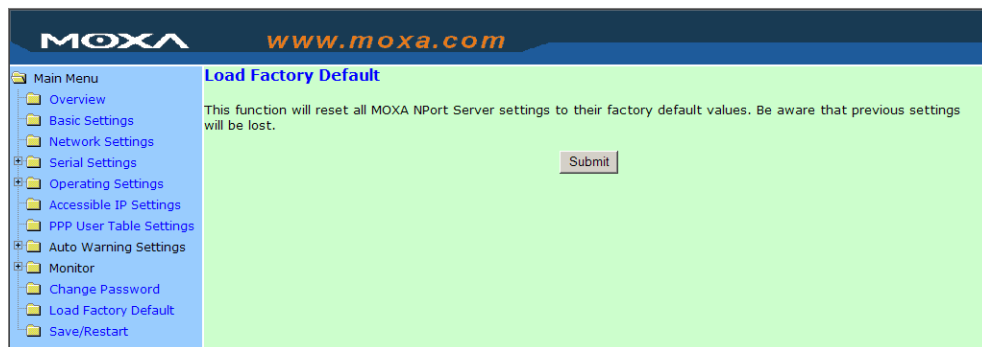 MOXA www.moxa.com
Main Menu
Overview
Basic Settings
Network Settings
Serial Settings
Operating Settings
Accessible IP Settings
PPP User Table Settings
Auto Warning Settings
Monitor
Change Password
Load Factory Default
Save/Restart
Load Factory Default
This function will reset all MOXA NPort Server settings to their factory default values. Be aware that previous settings
will be lost.
Submit